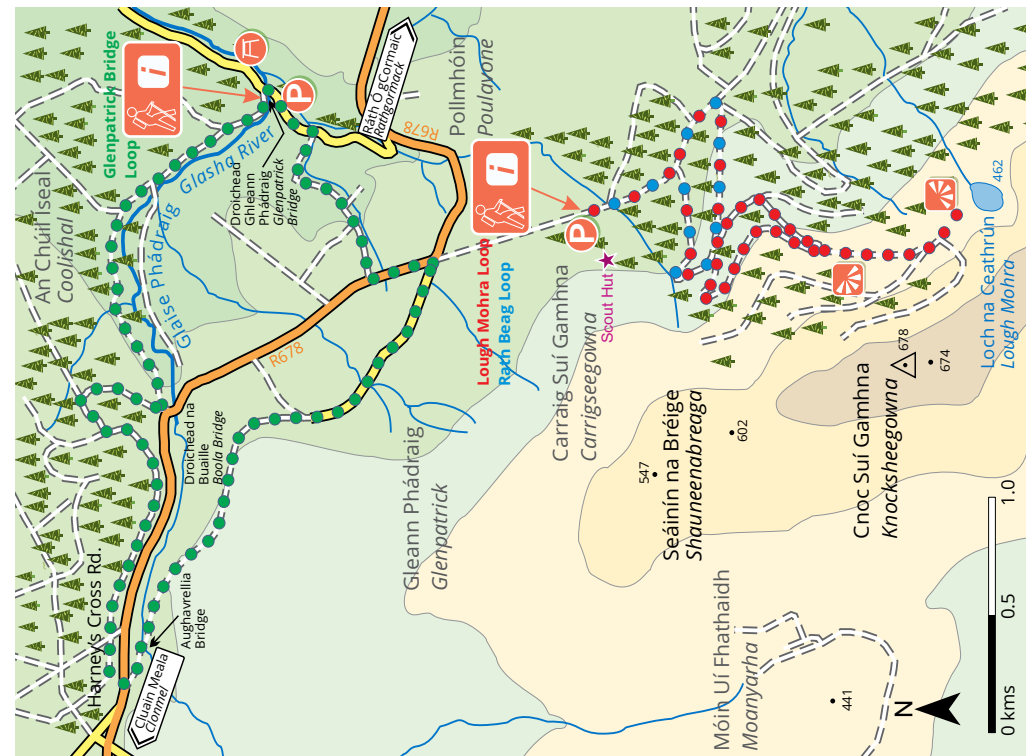 Harney's Cross Rd.
Cluain Meala
Clonmel
Aughavrellia
Bridge
An Chúil Íseal
Coolishal
Glaise Phádraig
Glasha River
Glenpatrick Bridge
Loop
i
P
Droichead
Ghleann
Phádraig
Glenpatrick
Bridge
Ráth Ó gCormaic
Rathgormack
R678
R678
Droichead na
Buaille
Boola Bridge
Pollmhóin
Poulavone
i
P
Lough Mohra Loop
Rath Beag Loop
Scout Hut
Carraig Suí Gamhna
Carrigseegowna
Gleann Phádraig
Glenpatrick
547
Seáinín na Bréige
Shauneenabreaga
602
Cnoc Suí Gamhna
Knocksheegowna
678
674
462
Loch na Ceathrún
Lough Mohra
Móin Uí Fhathaidh
Moanyarha
441
N
0 kms
0.5
1.0